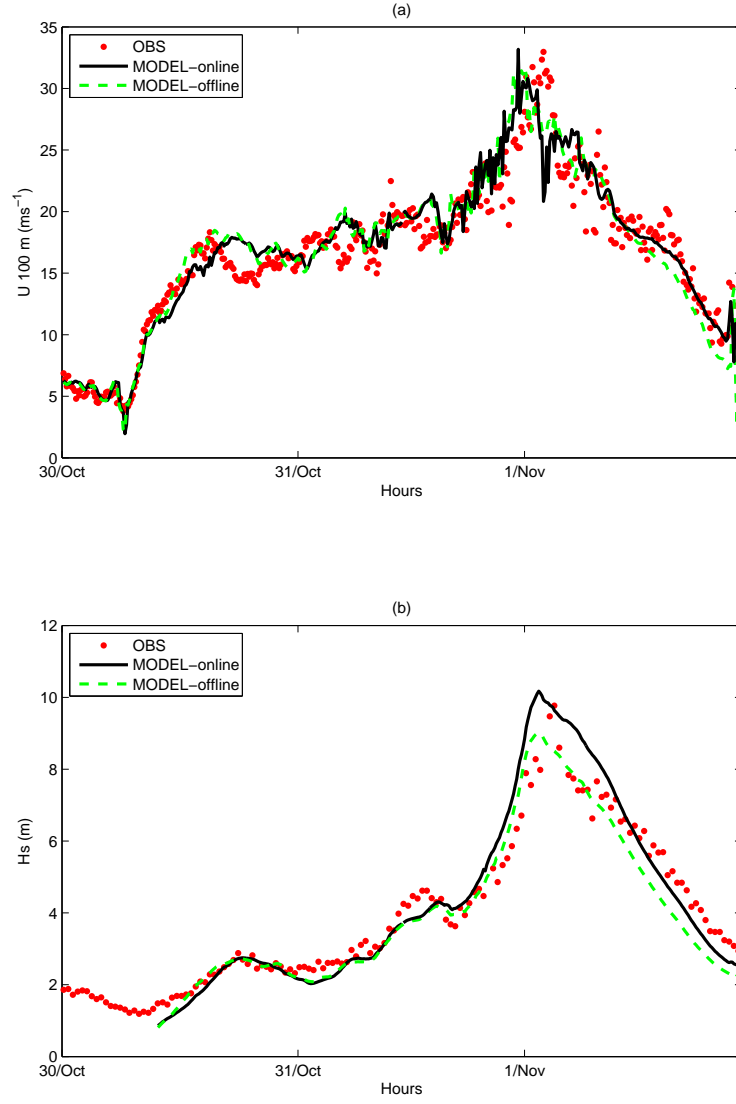 (a)
35
30
25
20
15
10
5
0
U 100 m (ms⁻¹)
OBS
MODEL−online
MODEL−offline
30/Oct
31/Oct
1/Nov
Hours
(b)
12
10
8
6
4
2
0
Hs (m)
OBS
MODEL−online
MODEL−offline
30/Oct
31/Oct
1/Nov
Hours